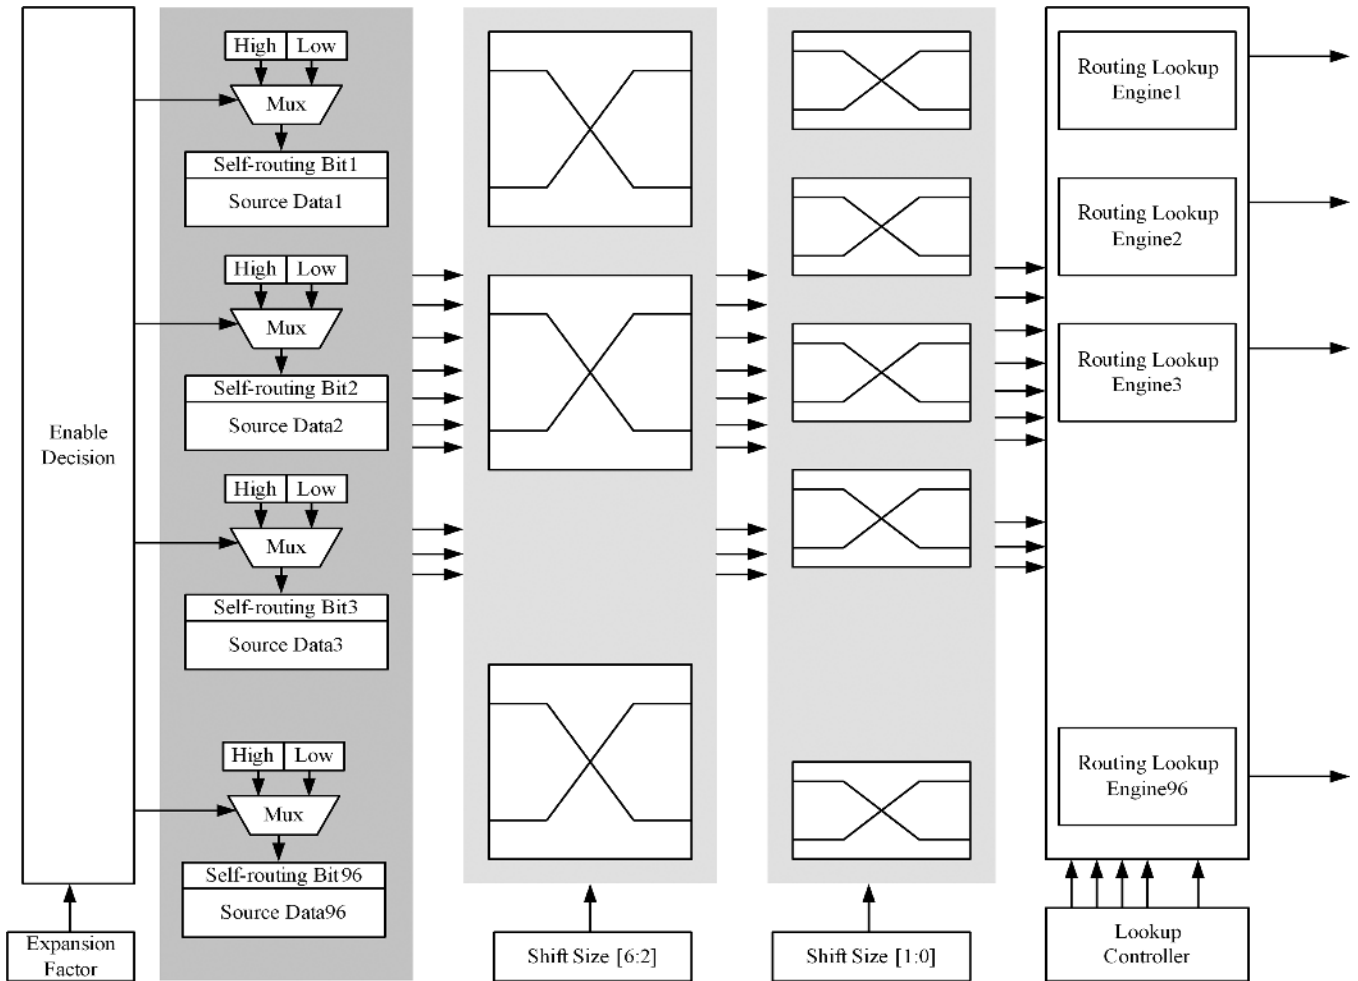 Enable
Decision
Expansion
Factor
High Low
Mux
Self-routing Bit1
Source Data1
High Low
Mux
Self-routing Bit2
Source Data2
High Low
Mux
Self-routing Bit3
Source Data3
High Low
Mux
Self-routing Bit96
Source Data96
Shift Size [6:2]
Shift Size [1:0]
Routing Lookup
Engine1
Routing Lookup
Engine2
Routing Lookup
Engine3
Routing Lookup
Engine96
Lookup
Controller